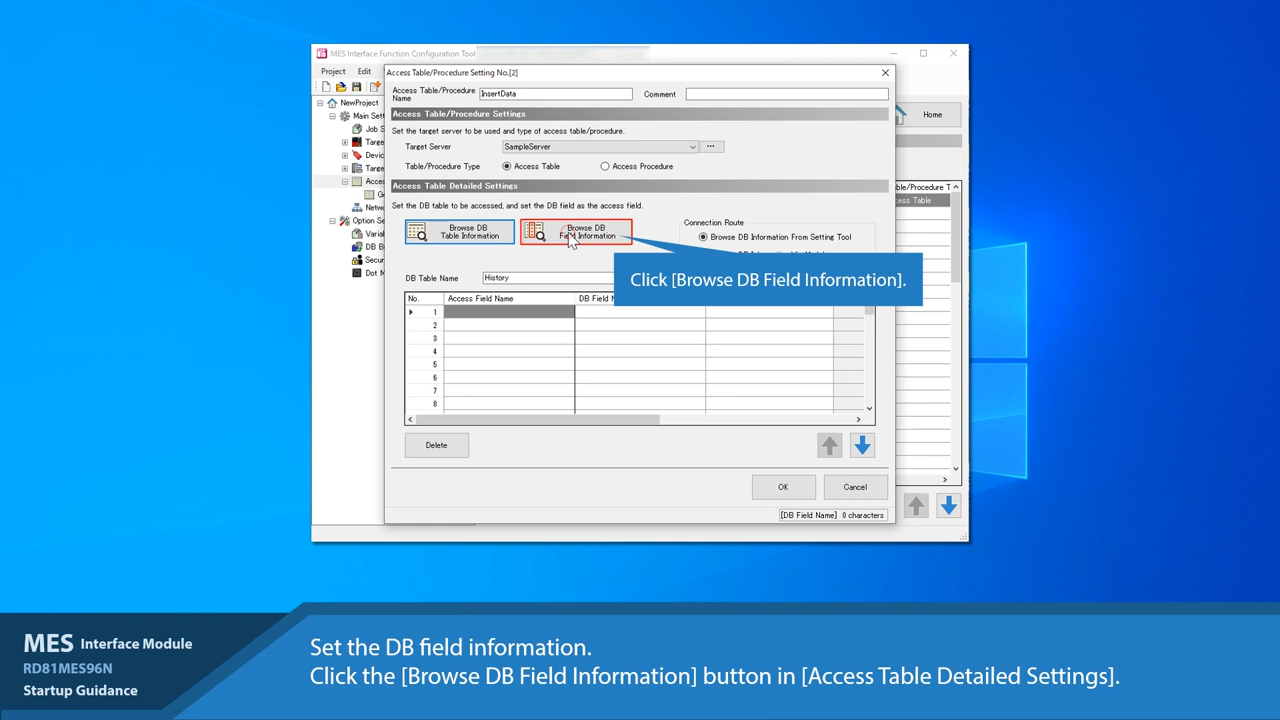 MES Interface Function Configuration Tool
Project Edit
Access Table/Procedure Setting No.[2]
Access Table/Procedure
Name
InsertData
Comment
Access Table/Procedure Settings
Set the target server to be used and type of access table/procedure.
Target Server
SampleServer
...
Table/Procedure Type
Access Table
Access Procedure
Access Table Detailed Settings
Set the DB table to be accessed, and set the DB field as the access field.
Browse DB
Table Information
Browse DB
Field Information
Connection Route
Browse DB Information From Setting Tool
Click [Browse DB Field Information].
DB Table Name
History
No. Access Field Name DB Field N
1
2
3
4
5
6
7
8
Delete
OK
Cancel
[DB Field Name] 0 characters
NewProject
Main Sett
Job S
Targe
Devic
Targe
Acces
G
Netwo
Option Se
Variab
DB B
Secur
Dot M
Home
ble/Procedure T
cess Table
MES Interface Module
RD81MES96N
Startup Guidance
Set the DB field information.
Click the [Browse DB Field Information] button in [Access Table Detailed Settings].